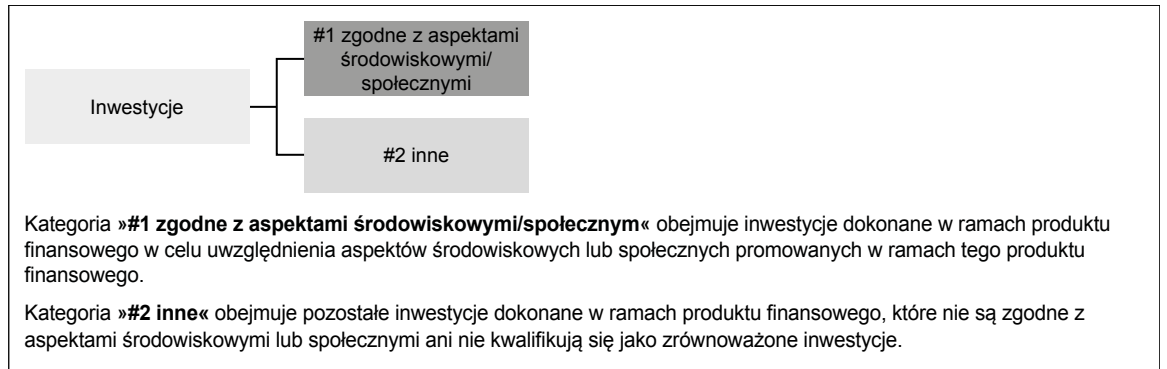 #1 zgodne z aspektami
środowiskowymi/
społecznymi
Inwestycje
#2 inne
Kategoria »#1 zgodne z aspektami środowiskowymi/społecznym« obejmuje inwestycje dokonane w ramach produktu
finansowego w celu uwzględnienia aspektów środowiskowych lub społecznych promowanych w ramach tego produktu
finansowego.
Kategoria »#2 inne« obejmuje pozostałe inwestycje dokonane w ramach produktu finansowego, które nie są zgodne z
aspektami środowiskowymi lub społecznymi ani nie kwalifikują się jako zrównoważone inwestycje.